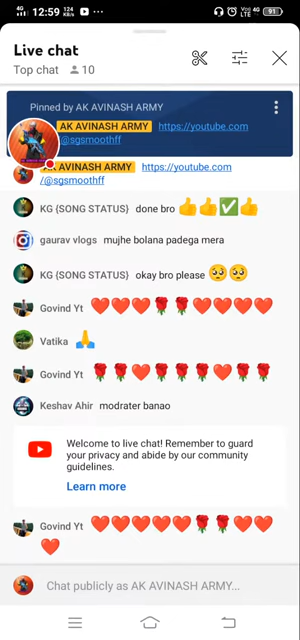 4G 12:59 124 KB/S VoLTE 4G 91
Live chat
Top chat 10
Pinned by AK AVINASH ARMY
AK AVINASH ARMY https://youtube.com
/@sgsmoothff
AK AVINASH ARMY https://youtube.com
/@sgsmoothff
KG {SONG STATUS} done bro 👍👍✅👍
gaurav vlogs mujhe bolana padega mera
KG {SONG STATUS} okay bro please 🥺🥺
Govind Yt ❤️❤️❤️🌹🌹❤️❤️❤️❤️
Vatika 🙏
Govind Yt 🌹🌹❤️🌹🌹🌹❤️🌹🌹
Keshav Ahir modrater banao
Welcome to live chat! Remember to guard
your privacy and abide by our community
guidelines.
Learn more
Govind Yt ❤️❤️❤️❤️❤️🌹🌹❤️❤️
❤️
Chat publicly as AK AVINASH ARMY...